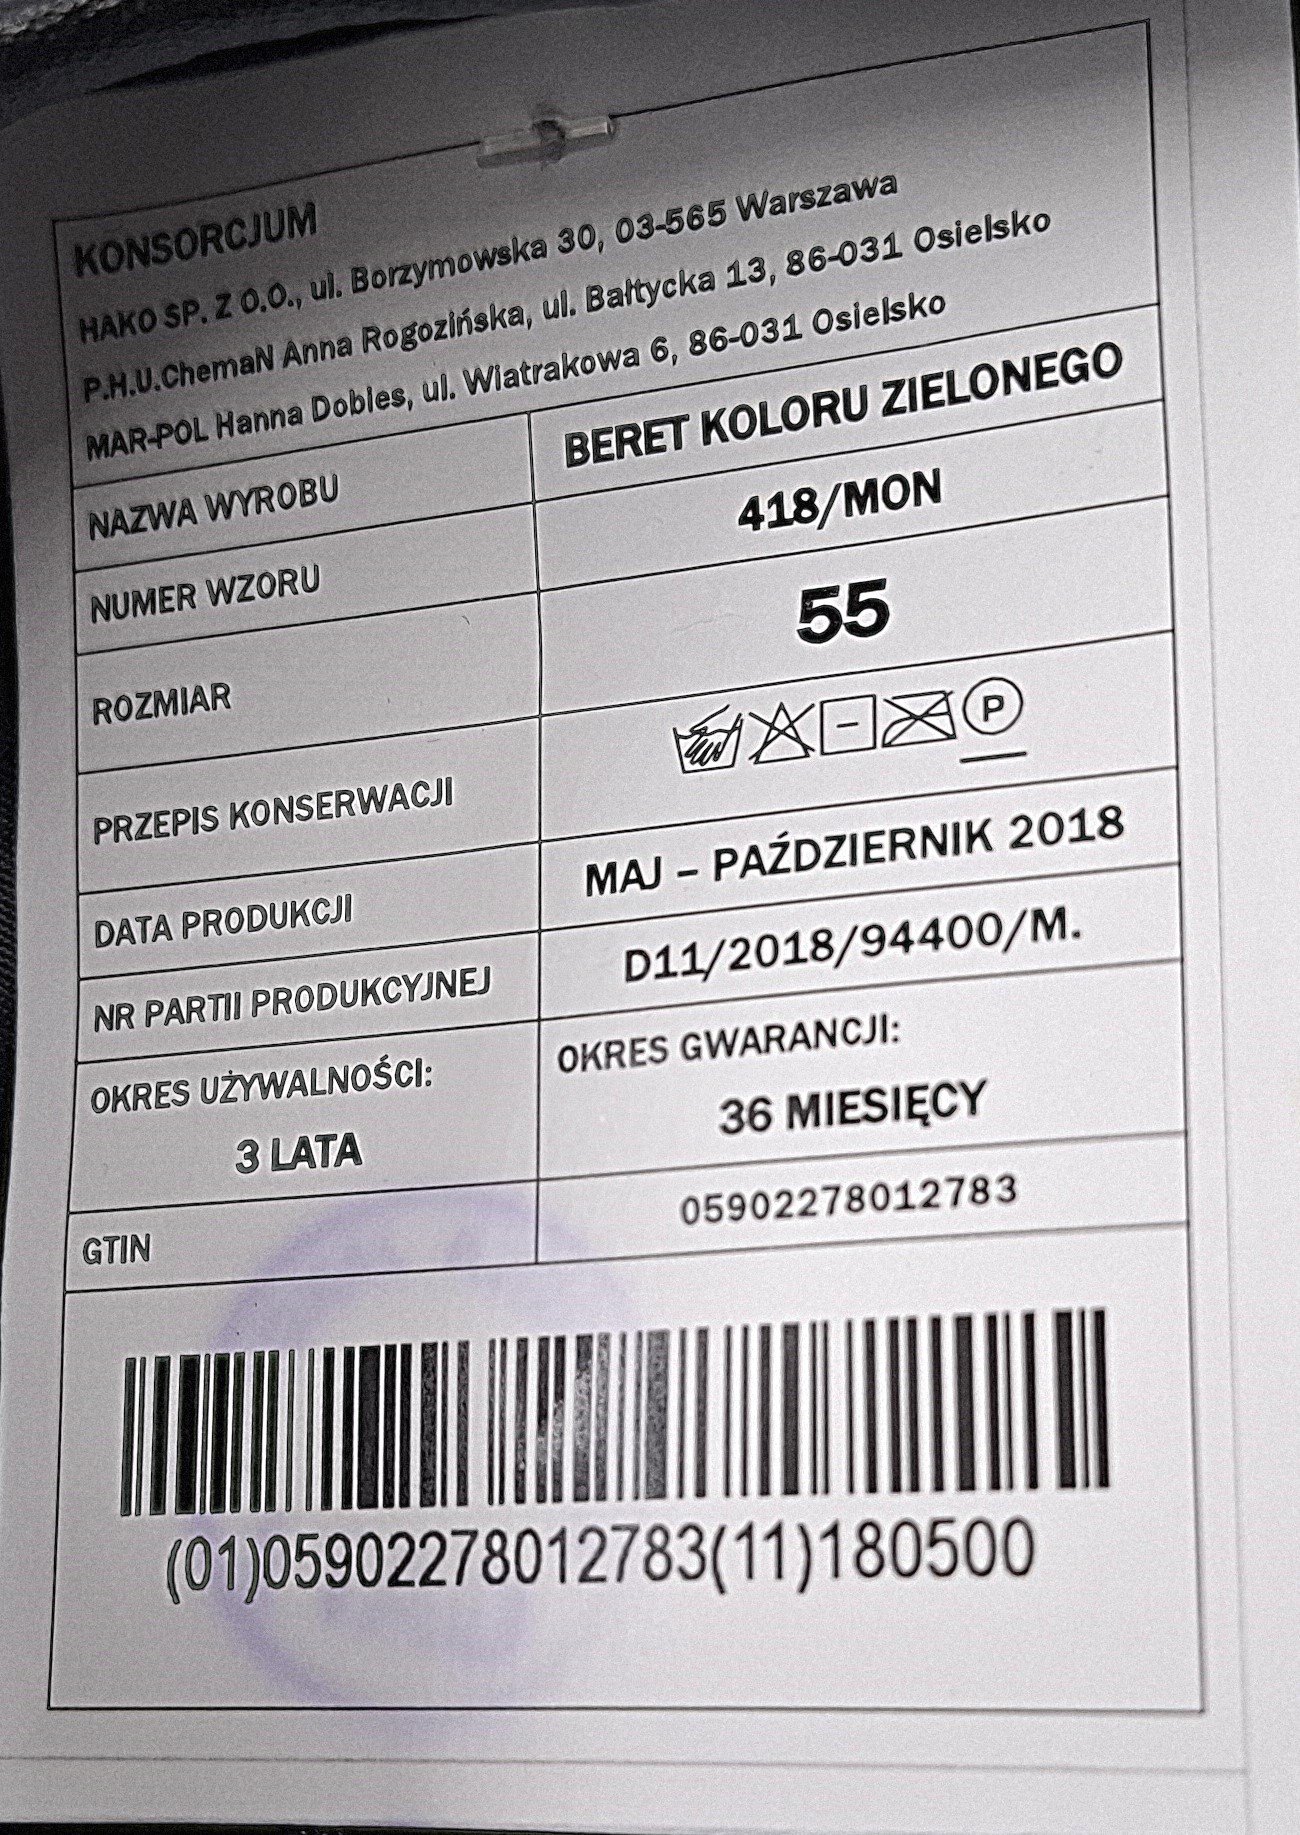 KONSORCJUM
HAKO SP. Z O.O., ul. Borzymowska 30, 03-565 Warszawa
P.H.U.ChemaN Anna Rogozińska, ul. Bałtycka 13, 86-031 Osielsko
MAR-POL Hanna Dobies, ul. Wiatrakowa 6, 86-031 Osielsko
NAZWA WYROBU BERET KOLORU ZIELONEGO
NUMER WZORU 418/MON
ROZMIAR 55
PRZEPIS KONSERWACJI P
DATA PRODUKCJI MAJ – PAŹDZIERNIK 2018
NR PARTII PRODUKCYJNEJ D11/2018/94400/M.
OKRES UŻYWALNOŚCI: OKRES GWARANCJI:
3 LATA 36 MIESIĘCY
GTIN 05902278012783
(01)05902278012783(11)180500